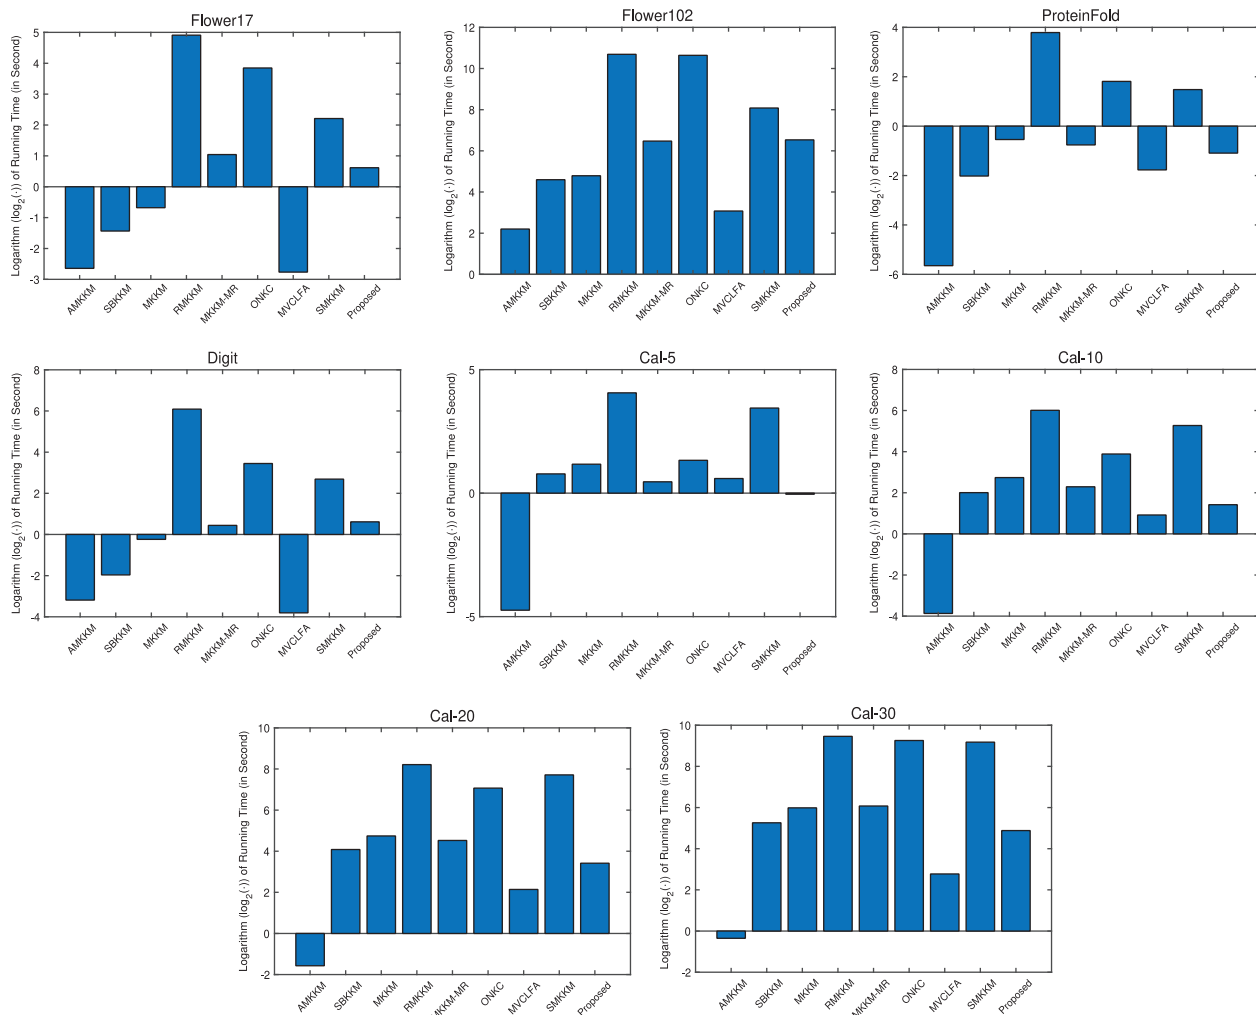 Flower17
Logarithm (log2(·)) of Running Time (in Second)
5
4
3
2
1
0
-1
-2
-3
AMKKM
SBKKM
MKKM
RMKKM
MKKM-MR
ONKC
MVCLFA
SMKKM
Proposed
Flower102
Logarithm (log2(·)) of Running Time (in Second)
12
10
8
6
4
2
0
AMKKM
SBKKM
MKKM
RMKKM
MKKM-MR
ONKC
MVCLFA
SMKKM
Proposed
ProteinFold
Logarithm (log2(·)) of Running Time (in Second)
4
2
0
-2
-4
-6
AMKKM
SBKKM
MKKM
RMKKM
MKKM-MR
ONKC
MVCLFA
SMKKM
Proposed
Digit
Logarithm (log2(·)) of Running Time (in Second)
8
6
4
2
0
-2
-4
AMKKM
SBKKM
MKKM
RMKKM
MKKM-MR
ONKC
MVCLFA
SMKKM
Proposed
Cal-5
Logarithm (log2(·)) of Running Time (in Second)
5
0
-5
AMKKM
SBKKM
MKKM
RMKKM
MKKM-MR
ONKC
MVCLFA
SMKKM
Proposed
Cal-10
Logarithm (log2(·)) of Running Time (in Second)
8
6
4
2
0
-2
-4
AMKKM
SBKKM
MKKM
RMKKM
MKKM-MR
ONKC
MVCLFA
SMKKM
Proposed
Cal-20
Logarithm (log2(·)) of Running Time (in Second)
10
8
6
4
2
0
-2
AMKKM
SBKKM
MKKM
RMKKM
MKKM-MR
ONKC
MVCLFA
SMKKM
Proposed
Cal-30
Logarithm (log2(·)) of Running Time (in Second)
10
8
6
4
2
0
-2
AMKKM
SBKKM
MKKM
RMKKM
MKKM-MR
ONKC
MVCLFA
SMKKM
Proposed